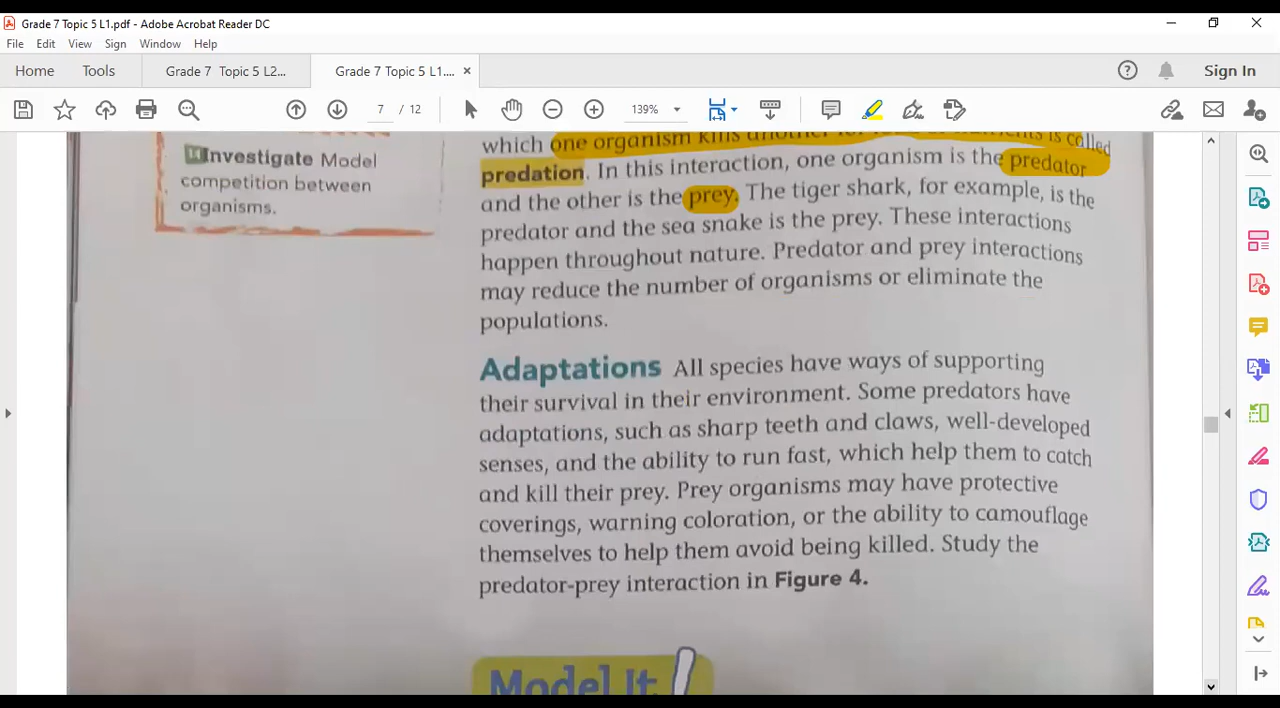 Grade 7 Topic 5 L1.pdf - Adobe Acrobat Reader DC
File Edit View Sign Window Help
Home Tools Grade 7 Topic 5 L2... Grade 7 Topic 5 L1.... × Sign In
7 / 12 139%
Investigate Model
competition between
organisms.
which one organism kills another for food or nutrients is called
predation. In this interaction, one organism is the predator
and the other is the prey. The tiger shark, for example, is the
predator and the sea snake is the prey. These interactions
happen throughout nature. Predator and prey interactions
may reduce the number of organisms or eliminate the
populations.
Adaptations All species have ways of supporting
their survival in their environment. Some predators have
adaptations, such as sharp teeth and claws, well-developed
senses, and the ability to run fast, which help them to catch
and kill their prey. Prey organisms may have protective
coverings, warning coloration, or the ability to camouflage
themselves to help them avoid being killed. Study the
predator-prey interaction in Figure 4.
Model It!